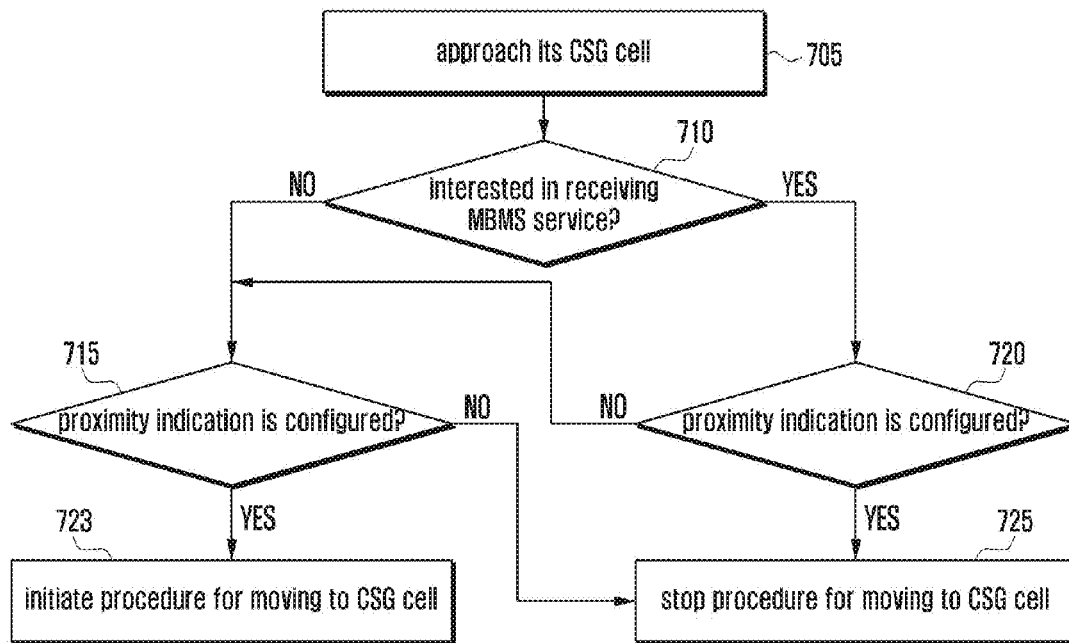 approach its CSG cell
705
710
NO
interested in receiving
MBMS service?
YES
715
720
proximity indication is configured?
NO
NO
proximity indication is configured?
723
YES
YES
725
initiate procedure for moving to CSG cell
stop procedure for moving to CSG cell